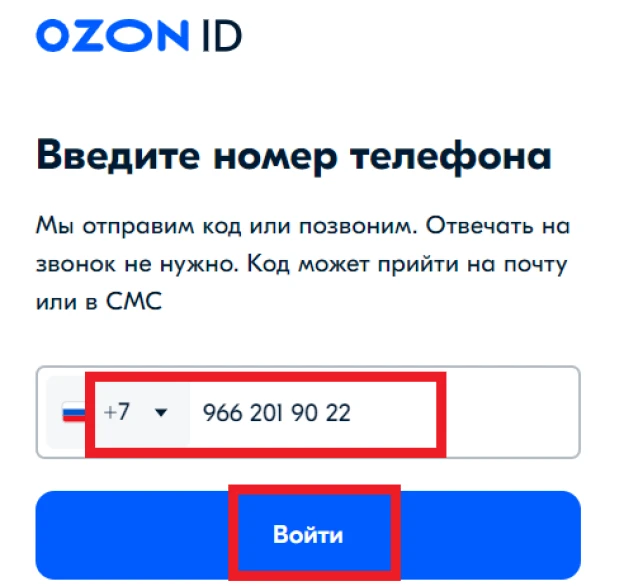 OZON ID
Введите номер телефона
Мы отправим код или позвоним. Отвечать на
звонок не нужно. Код может прийти на почту
или в СМС
+7 966 201 90 22
Войти